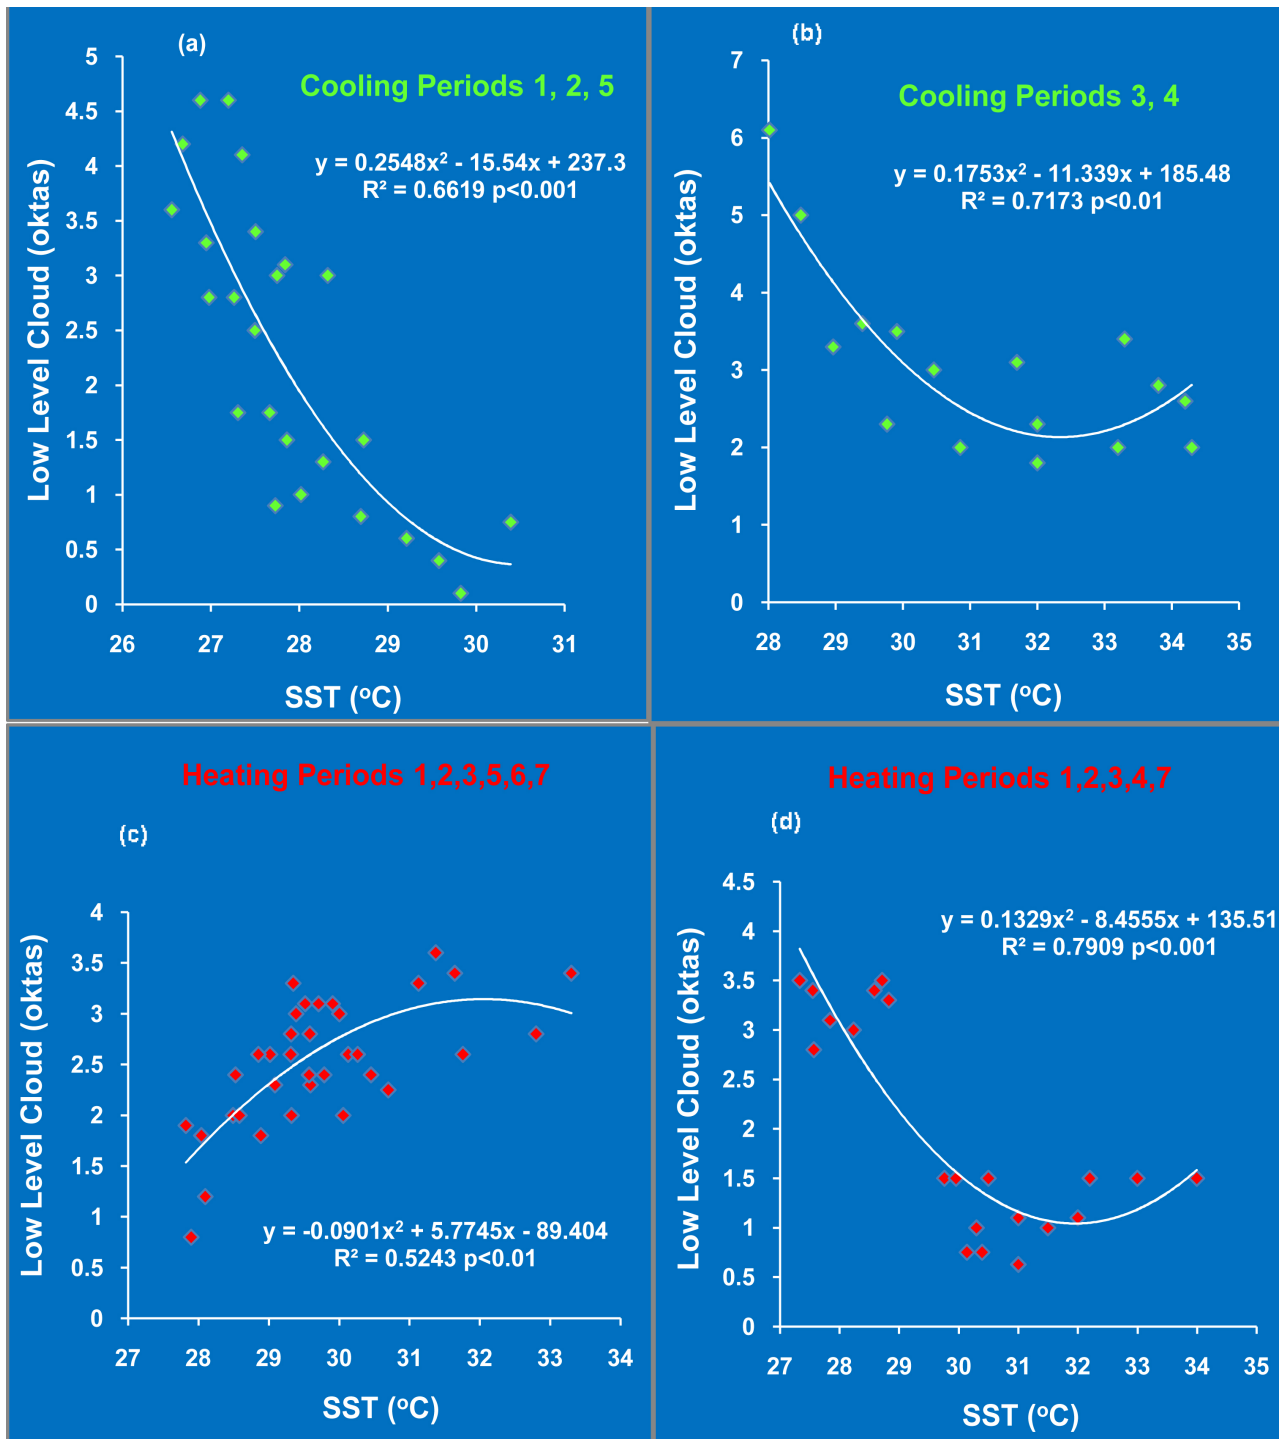 (a)
Cooling Periods 1, 2, 5
y = 0.2548x² - 15.54x + 237.3
R² = 0.6619 p<0.001
Low Level Cloud (oktas)
5
4.5
4
3.5
3
2.5
2
1.5
1
0.5
0
26 27 28 29 30 31
SST (ºC)
(b)
Cooling Periods 3, 4
y = 0.1753x² - 11.339x + 185.48
R² = 0.7173 p<0.01
Low Level Cloud (oktas)
7
6
5
4
3
2
1
0
28 29 30 31 32 33 34 35
SST (ºC)
Heating Periods 1,2,3,5,6,7
(c)
Low Level Cloud (oktas)
4
3.5
3
2.5
2
1.5
1
0.5
0
y = -0.0901x² + 5.7745x - 89.404
R² = 0.5243 p<0.01
27 28 29 30 31 32 33 34
SST (ºC)
Heating Periods 1,2,3,4,7
(d)
y = 0.1329x² - 8.4555x + 135.51
R² = 0.7909 p<0.001
Low Level Cloud (oktas)
4.5
4
3.5
3
2.5
2
1.5
1
0.5
0
27 28 29 30 31 32 33 34 35
SST (ºC)